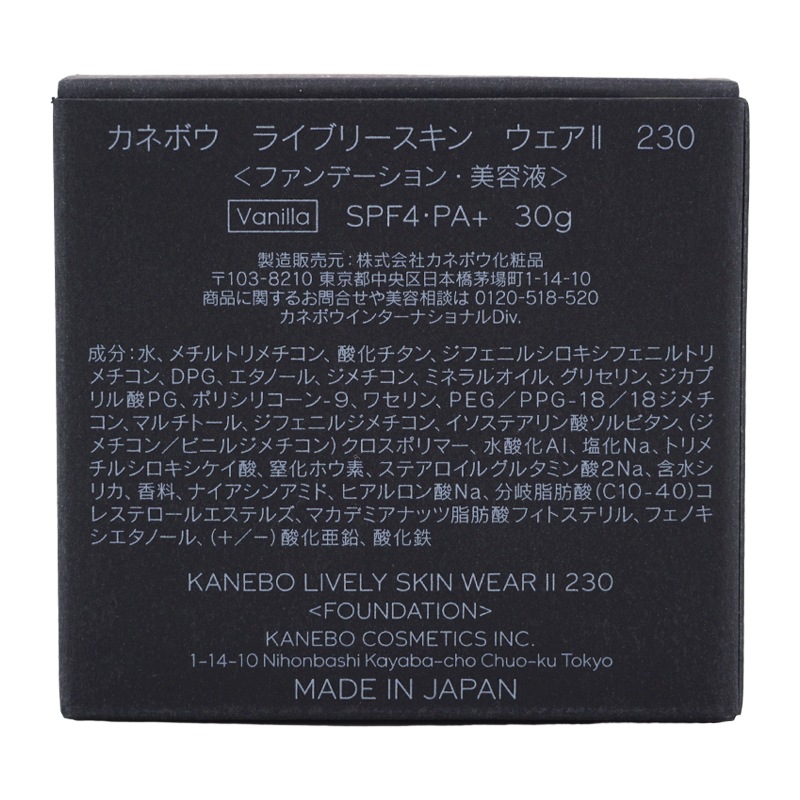 カネボウ ライブリースキン ウェアⅡ 230
<ファンデーション・美容液>
Vanilla SPF4・PA+ 30g
製造販売元:株式会社カネボウ化粧品
〒103-8210 東京都中央区日本橋茅場町1-14-10
商品に関するお問合せや美容相談は 0120-518-520
カネボウインターナショナルDiv.
成分:水、メチルトリメチコン、酸化チタン、ジフェニルシロキシフェニルトリ
メチコン、DPG、エタノール、ジメチコン、ミネラルオイル、グリセリン、ジカプ
リル酸PG、ポリシリコーン-9、ワセリン、PEG/PPG-18/18ジメチ
コン、マルチトール、ジフェニルジメチコン、イソステアリン酸ソルビタン、(ジ
メチコン/ビニルジメチコン)クロスポリマー、水酸化Al、塩化Na、トリメ
チルシロキシケイ酸、窒化ホウ素、ステアロイルグルタミン酸2Na、含水シ
リカ、香料、ナイアシンアミド、ヒアルロン酸Na、分岐脂肪酸(C10-40)コ
レステロールエステルズ、マカデミアナッツ脂肪酸フィトステリル、フェノキ
シエタノール、(+/-)酸化亜鉛、酸化鉄
KANEBO LIVELY SKIN WEAR II 230
<FOUNDATION>
KANEBO COSMETICS INC.
1-14-10 Nihonbashi Kayaba-cho Chuo-ku Tokyo
MADE IN JAPAN